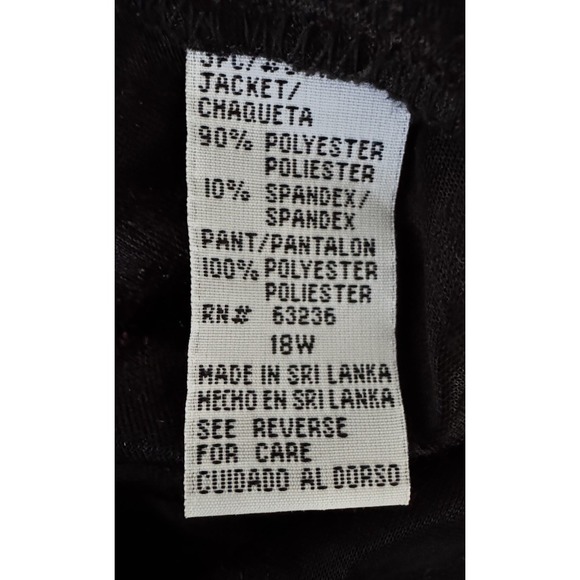 JACKET/
CHAQUETA
90% POLYESTER
POLIESTER
10% SPANDEX/
SPANDEX
PANT/PANTALON
100% POLYESTER
POLIESTER
RN# 63236
18W
MADE IN SRI LANKA
HECHO EN SRI LANKA
SEE REVERSE
FOR CARE
CUIDADO AL DORSO